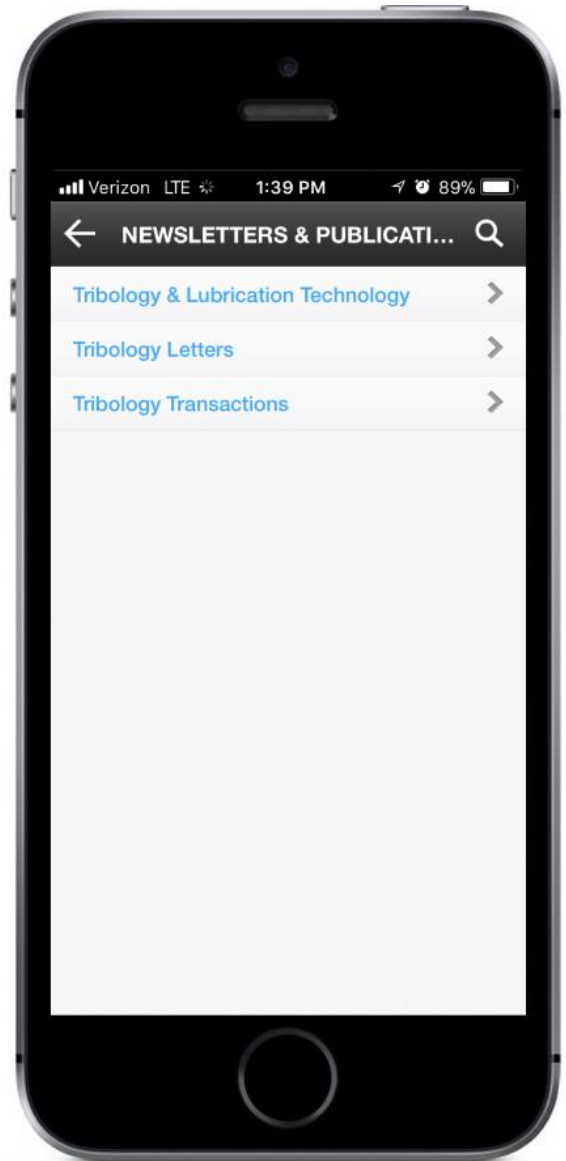 Verizon LTE 1:39 PM 89%
NEWSLETTERS & PUBLICATI...
Tribology & Lubrication Technology
Tribology Letters
Tribology Transactions